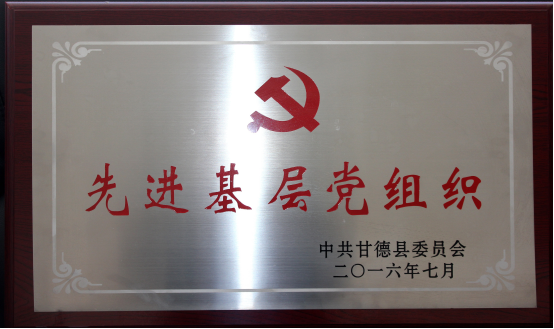 先进基层党组织
中共甘德县委员会
二〇一六年七月